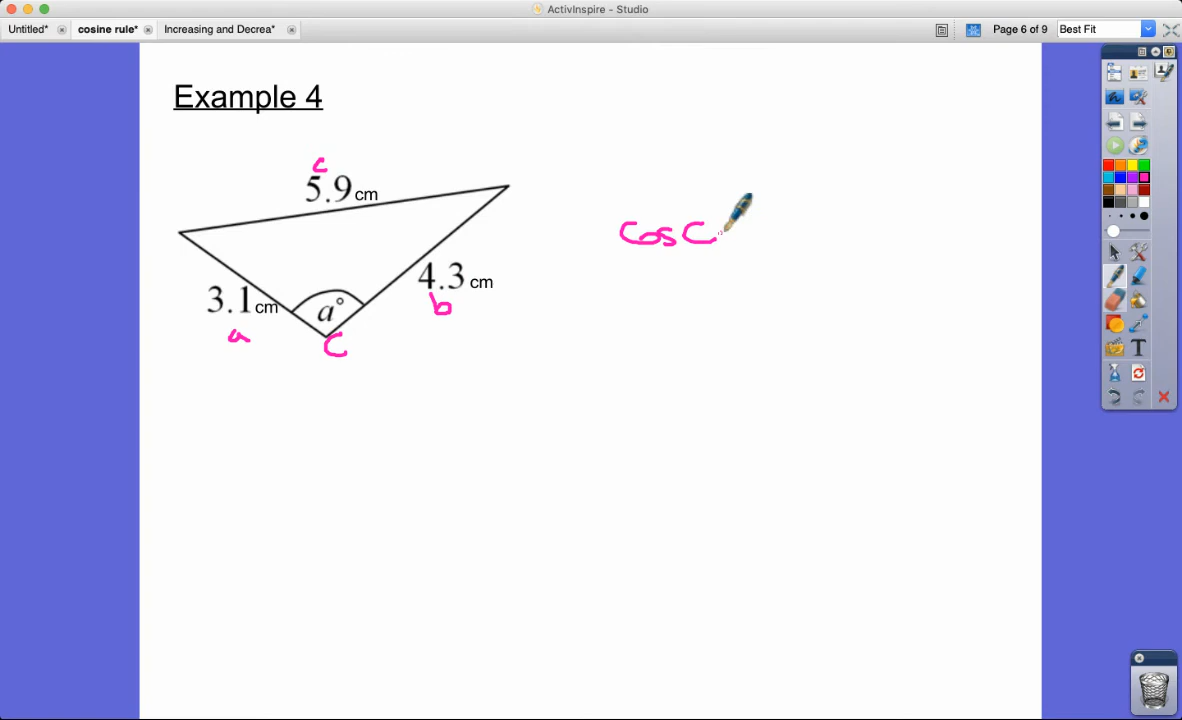 ActivInspire - Studio
Untitled* cosine rule* Increasing and Decrea* Page 6 of 9 Best Fit
Example 4
c
5.9 cm
cos C
4.3 cm
b
3.1 cm
a°
a
C
T